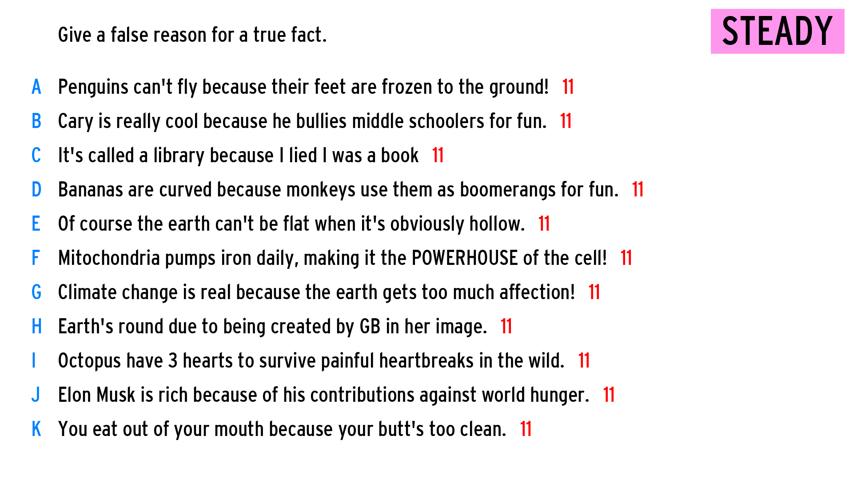 Give a false reason for a true fact.
STEADY
A Penguins can't fly because their feet are frozen to the ground! 11
B Cary is really cool because he bullies middle schoolers for fun. 11
C It's called a library because I lied I was a book 11
D Bananas are curved because monkeys use them as boomerangs for fun. 11
E Of course the earth can't be flat when it's obviously hollow. 11
F Mitochondria pumps iron daily, making it the POWERHOUSE of the cell! 11
G Climate change is real because the earth gets too much affection! 11
H Earth's round due to being created by GB in her image. 11
I Octopus have 3 hearts to survive painful heartbreaks in the wild. 11
J Elon Musk is rich because of his contributions against world hunger. 11
K You eat out of your mouth because your butt's too clean. 11